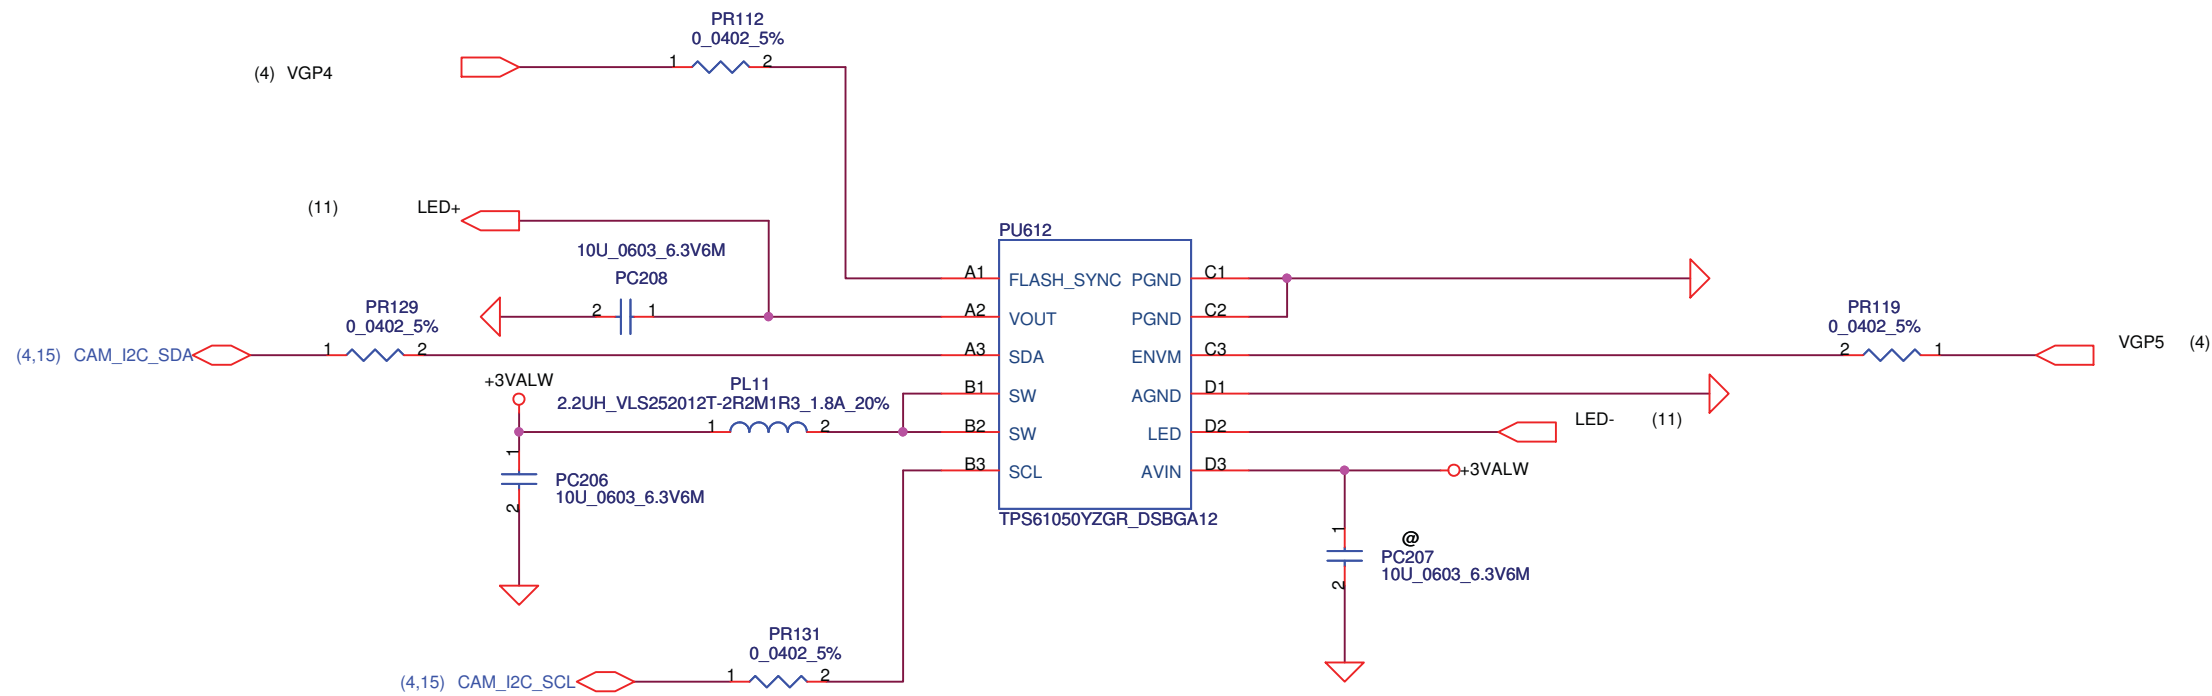 PR112
0_0402_5%
1
2
(4) VGP4
(11)
LED+
PU612
10U_0603_6.3V6M
PC208
2
1
A1
FLASH_SYNC
PGND
C1
A2
VOUT
PGND
C2
PR129
0_0402_5%
PR119
0_0402_5%
(4,15) CAM_I2C_SDA
1
2
A3
SDA
ENVM
C3
2
1
VGP5 (4)
+3VALW
PL11
2.2UH_VLS252012T-2R2M1R3_1.8A_20%
B1
SW
AGND
D1
1
2
B2
SW
LED
D2
LED- (11)
B3
SCL
AVIN
D3
+3VALW
1
PC206
10U_0603_6.3V6M
2
TPS61050YZGR_DSBGA12
1
@
PC207
10U_0603_6.3V6M
2
PR131
0_0402_5%
(4,15) CAM_I2C_SCL
1
2